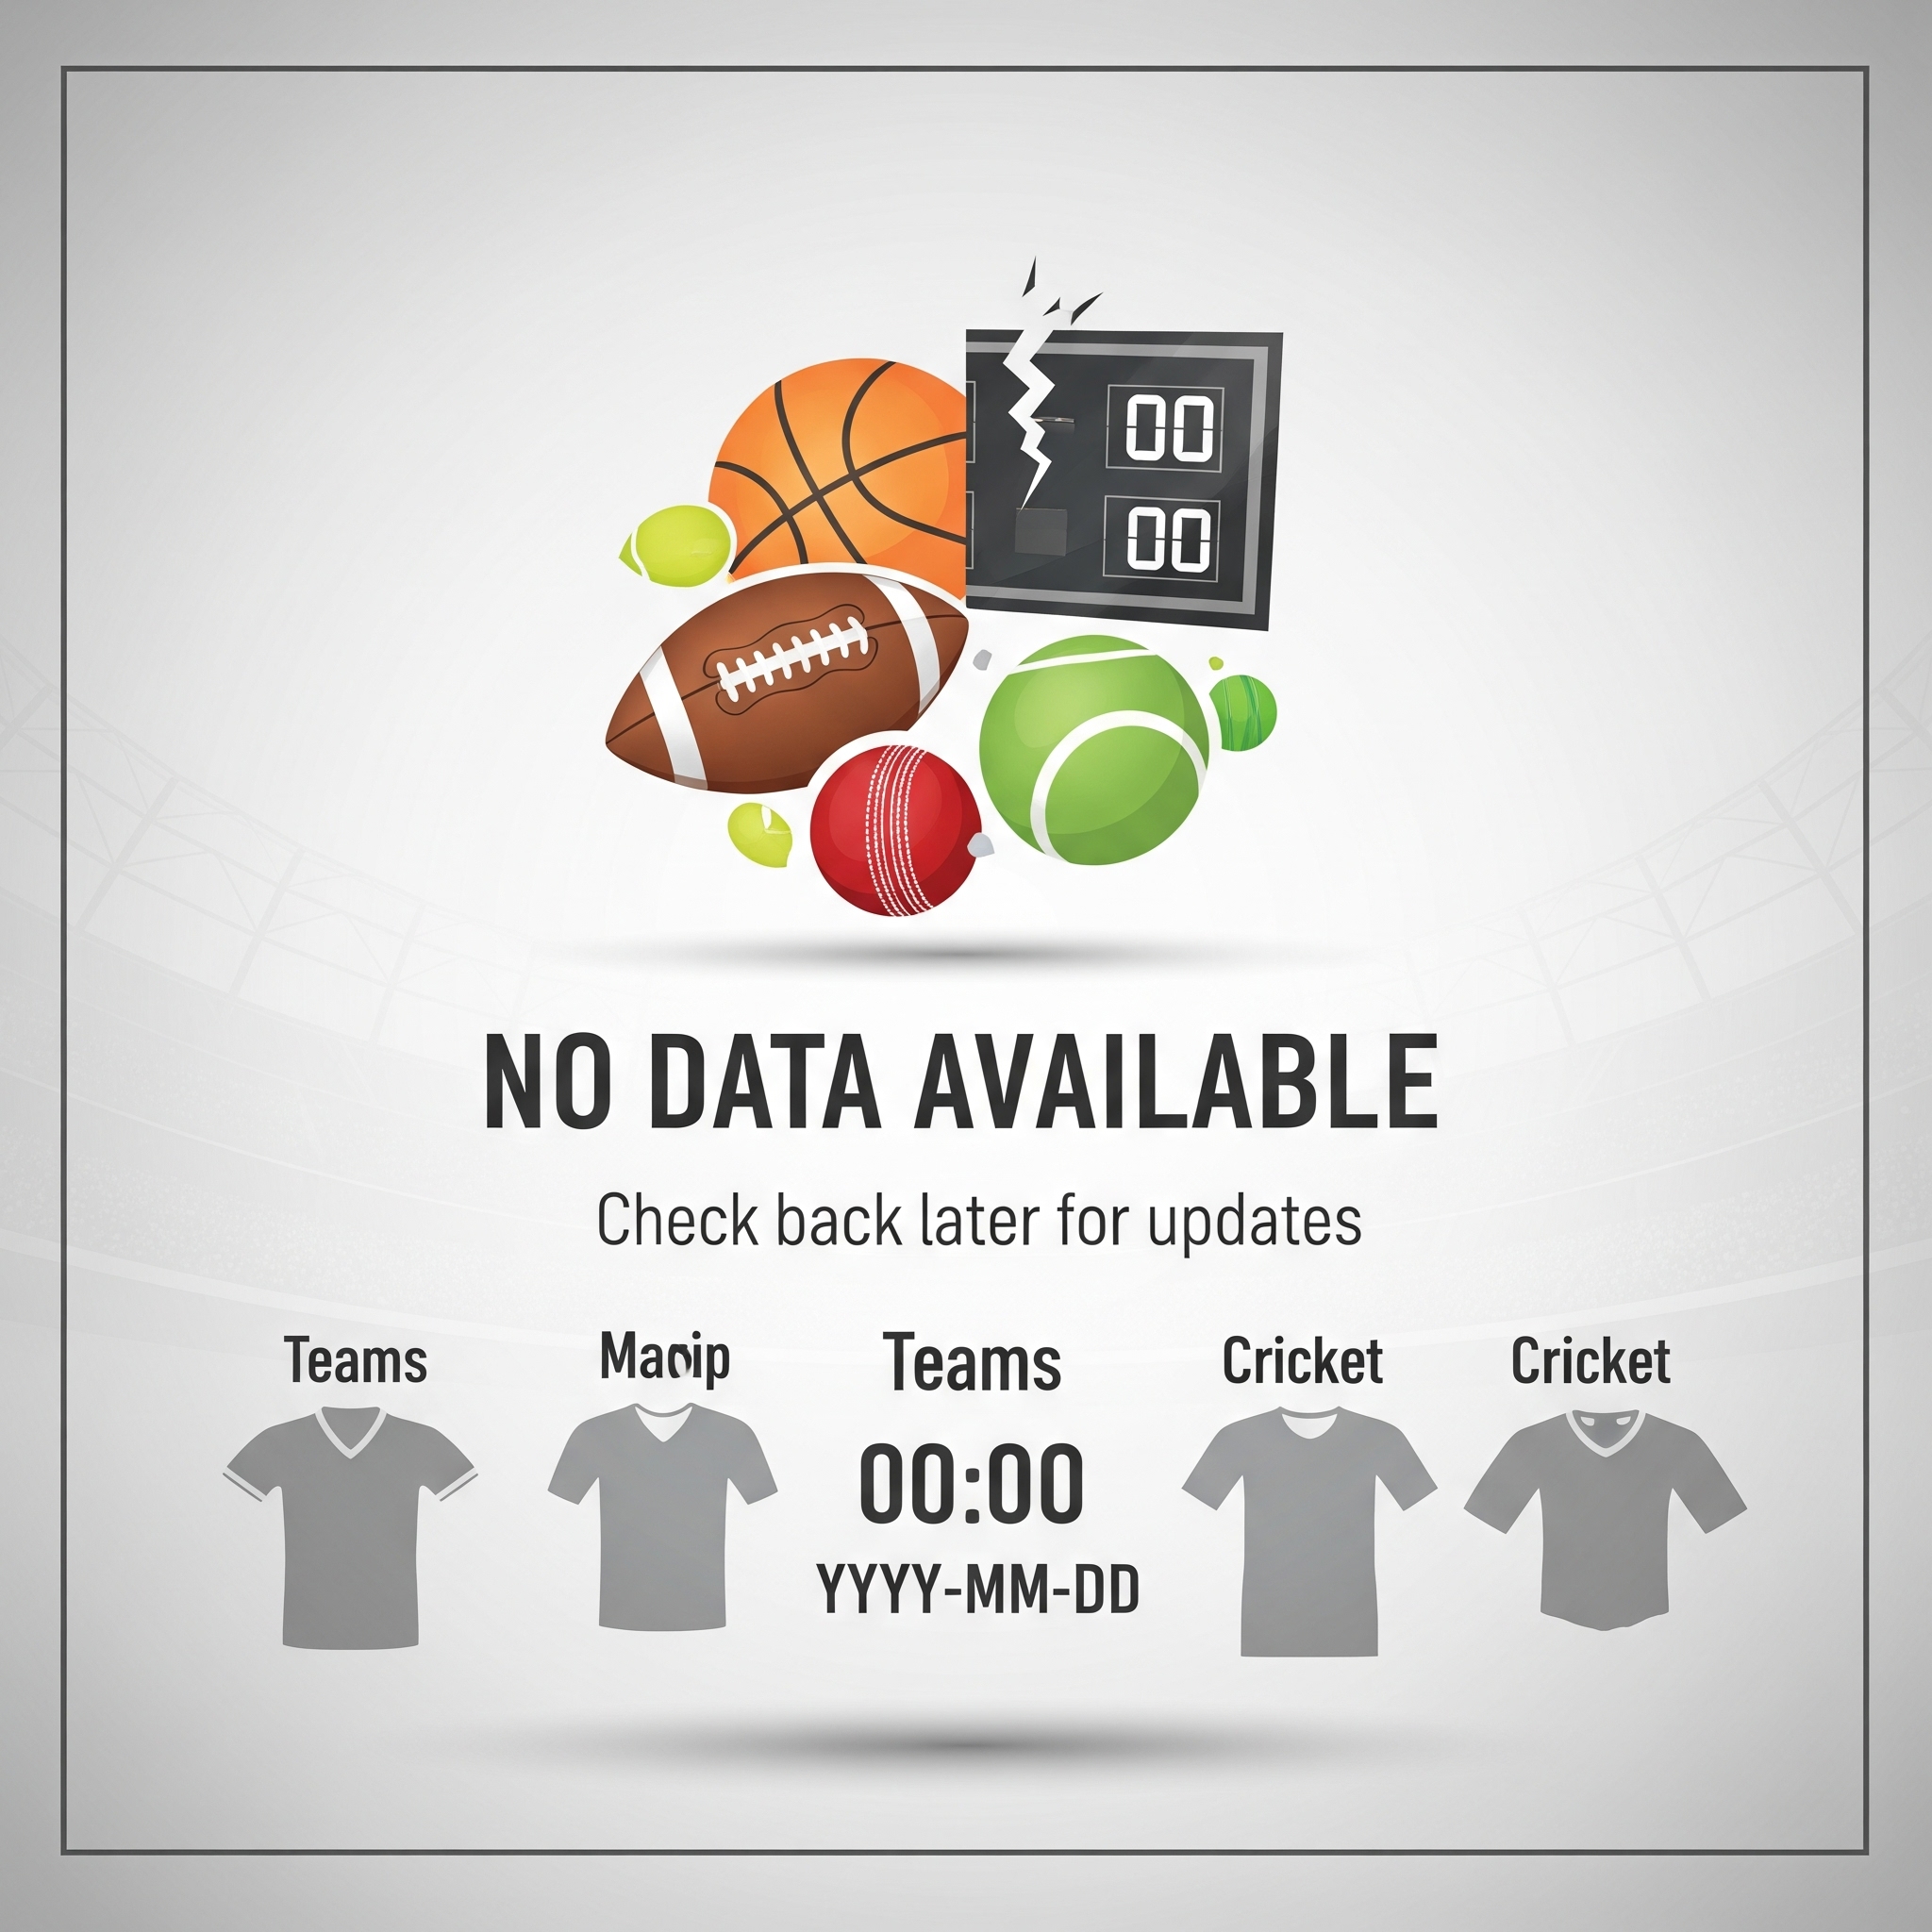 00
00
NO DATA AVAILABLE
Check back later for updates
Teams
Teams
Cricket
Cricket
00:00
YYYY-MM-DD